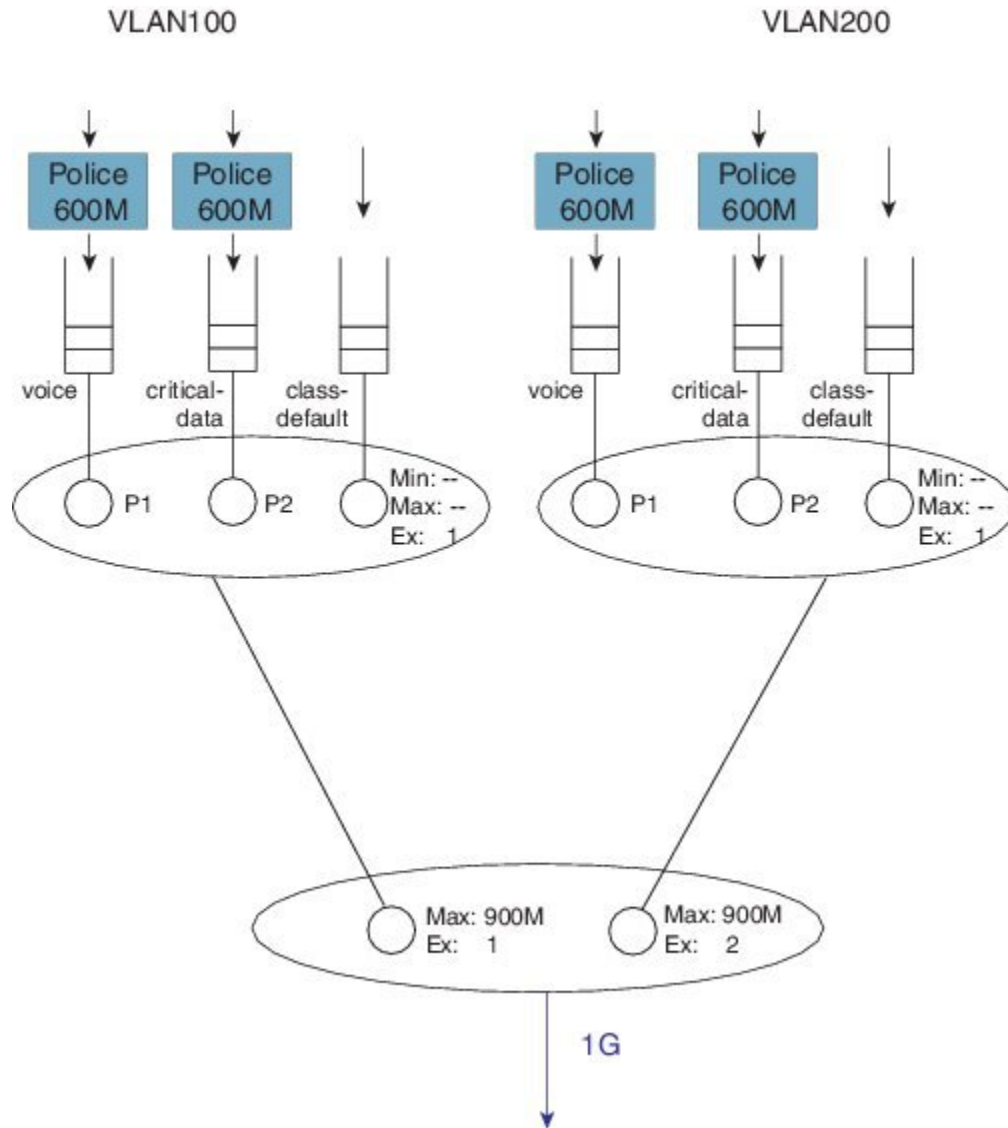 VLAN100
VLAN200
Police
600M
Police
600M
Police
600M
Police
600M
voice
critical-
data
class-
default
voice
critical-
data
class-
default
P1
P2
Min: --
Max: --
Ex: 1
P1
P2
Min: --
Max: --
Ex: 1
Max: 900M
Ex: 1
Max: 900M
Ex: 2
1G